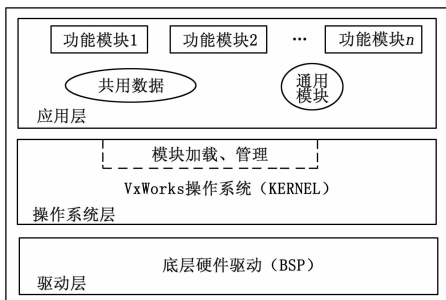 功能模块1 功能模块2 … 功能模块n
共用数据 通用
模块
应用层
模块加载、管理
VxWorks操作系统（KERNEL）
操作系统层
底层硬件驱动（BSP）
驱动层